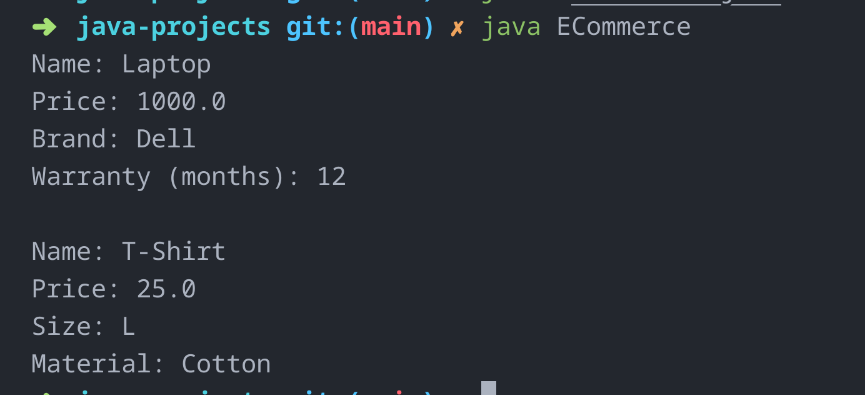 ➜ java-projects git:(main) ✗ java ECommerce
Name: Laptop
Price: 1000.0
Brand: Dell
Warranty (months): 12
Name: T-Shirt
Price: 25.0
Size: L
Material: Cotton